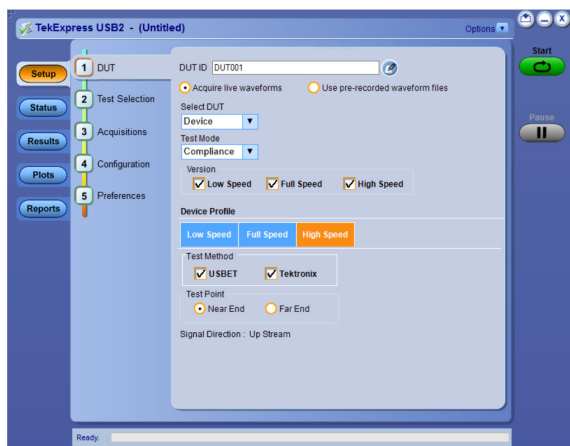 TekExpress USB2 - (Untitled)
Options
Start
Pause
Setup
Status
Results
Plots
Reports
1 DUT
2 Test Selection
3 Acquisitions
4 Configuration
5 Preferences
DUT ID DUT001
Acquire live waveforms Use pre-recorded waveform files
Select DUT
Device
Test Mode
Compliance
Version
Low Speed Full Speed High Speed
Device Profile
Low Speed Full Speed High Speed
Test Method
USBET Tektronix
Test Point
Near End Far End
Signal Direction : Up Stream
Ready.